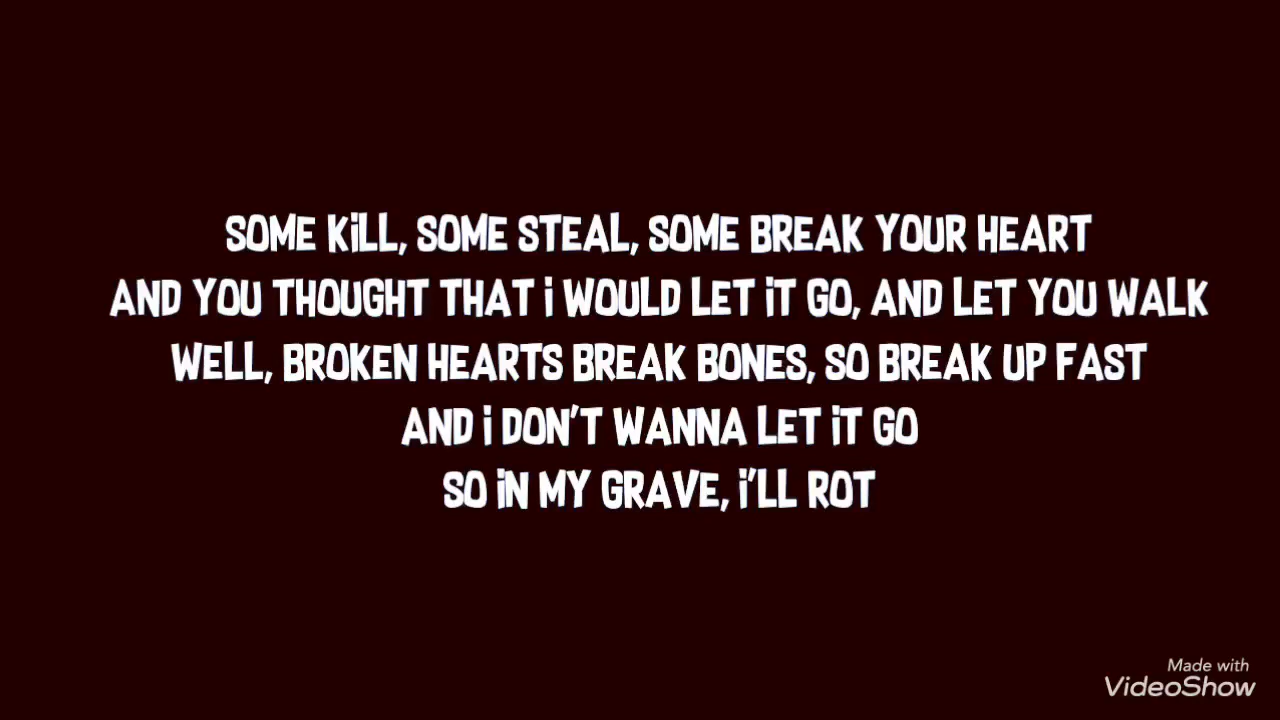 SOME KiLL, SOME STEAL, SOME BREAK YOUR HEART
AND YOU THOUGHT THAT i WOULD LET iT GO, AND LET YOU WALK
WELL, BROKEN HEARTS BREAK BONES, SO BREAK UP FAST
AND i DON'T WANNA LET iT GO
SO iN MY GRAVE, i'LL ROT
Made with
VideoShow